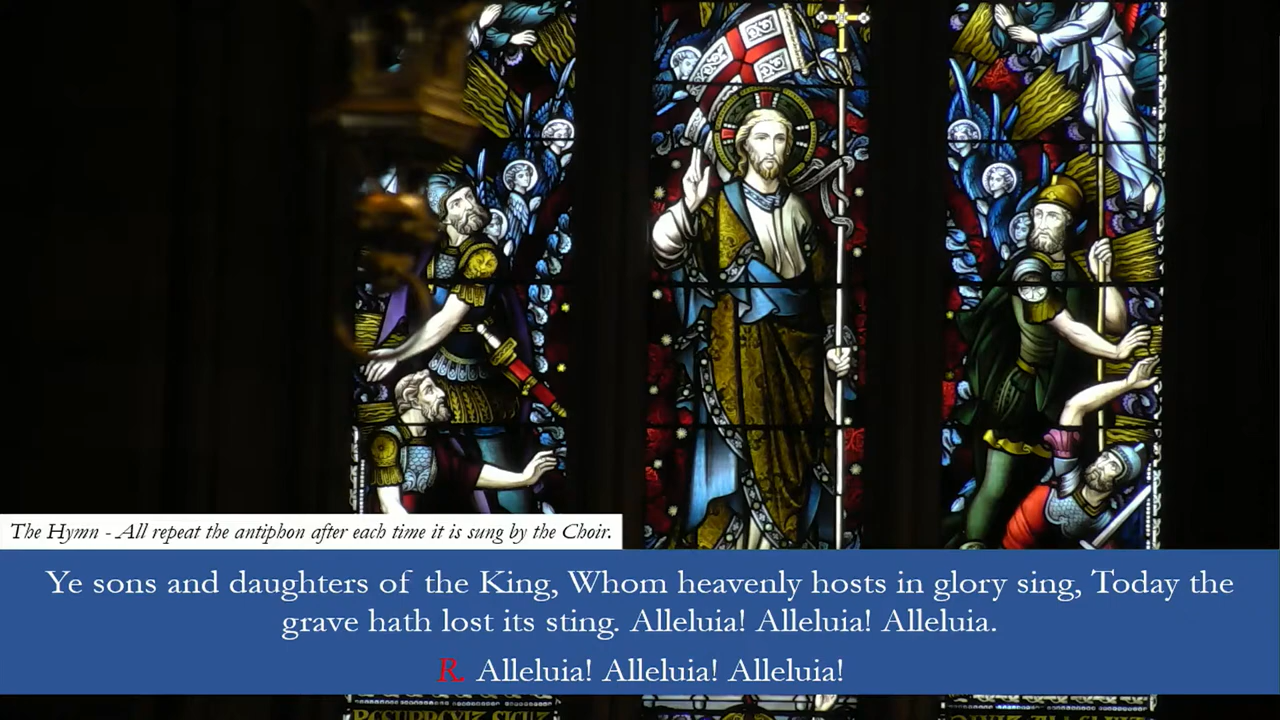 The Hymn - All repeat the antiphon after each time it is sung by the Choir.
Ye sons and daughters of the King, Whom heavenly hosts in glory sing, Today the
grave hath lost its sting. Alleluia! Alleluia! Alleluia.
R. Alleluia! Alleluia! Alleluia!